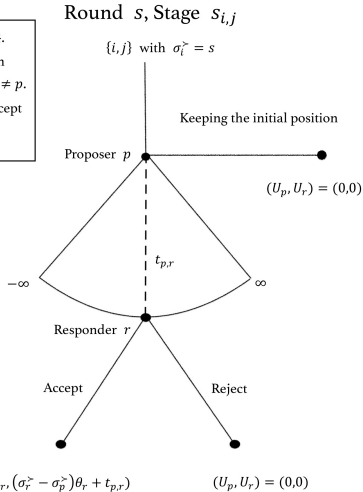 Round s, Stage s_{i,j}
{i, j} with σ_i^≻ = s
≠ p.
Keeping the initial position
Proposer p
(U_p, U_r) = (0,0)
t_{p,r}
−∞
∞
Responder r
Accept
Reject
r, (σ_r^≻ − σ_p^≻)θ_r + t_{p,r})
(U_p, U_r) = (0,0)